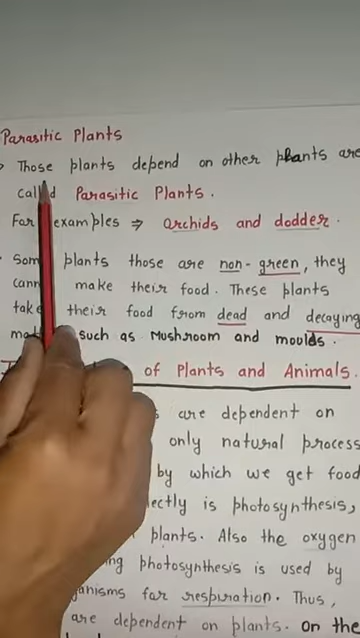 Parasitic Plants
Those plants depend on other plants are
Parasitic Plants.
For examples ⇒ Orchids and dodder.
plants those are non-green, they
make their food. These plants
their food from dead and decaying
such as Mushroom and moulds.
of Plants and Animals.
are dependent on
only natural process
by which we get food
is photosynthesis,
plants. Also the oxygen
photosynthesis is used by
for respiration. Thus,
are dependent on plants. On the